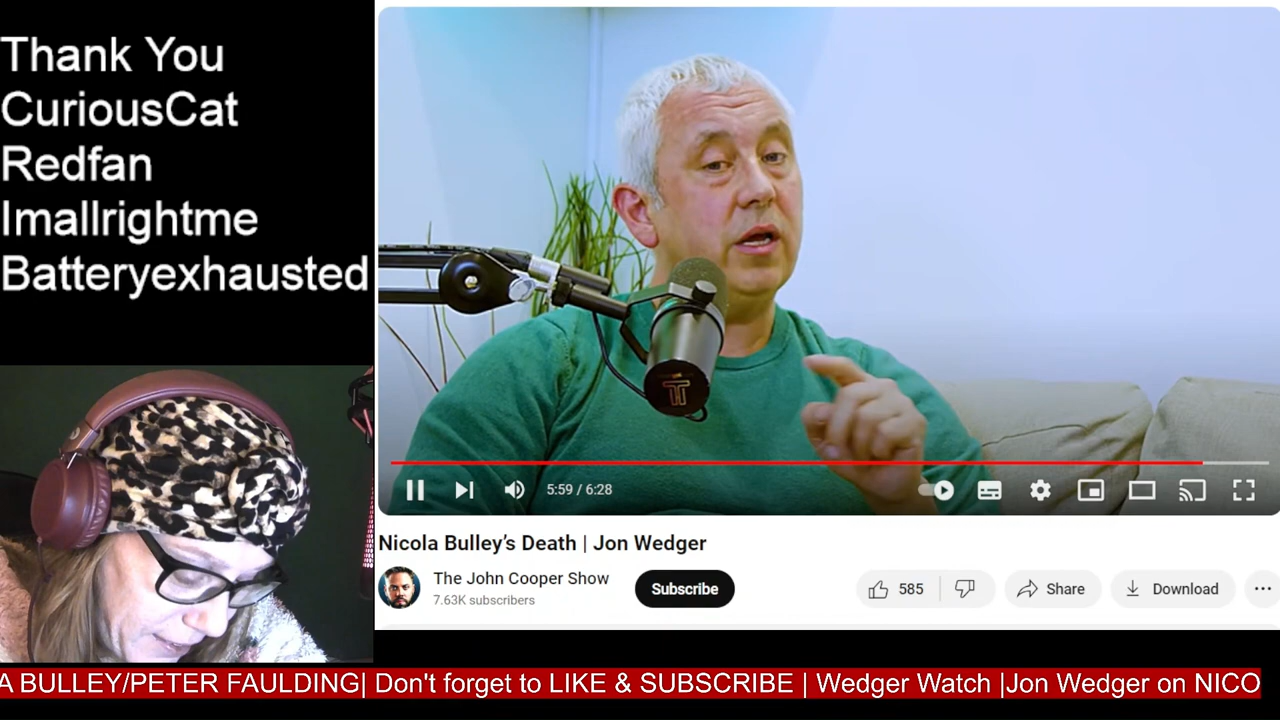 Thank You
CuriousCat
Redfan
Imallrightme
Batteryexhausted
5:59 / 6:28
Nicola Bulley's Death | Jon Wedger
The John Cooper Show
7.63K subscribers
Subscribe
585
Share
Download
A BULLEY/PETER FAULDING| Don't forget to LIKE & SUBSCRIBE | Wedger Watch |Jon Wedger on NICO